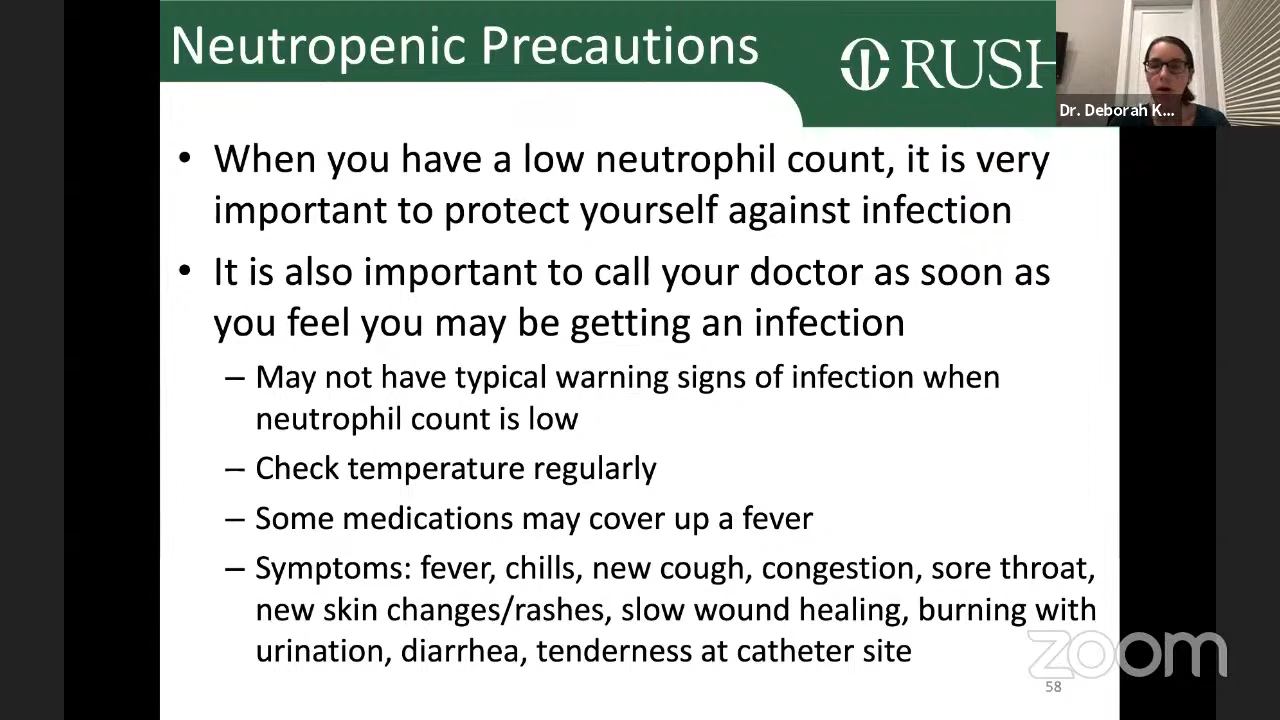 Neutropenic Precautions
RUSH
Dr. Deborah K...
• When you have a low neutrophil count, it is very
important to protect yourself against infection
• It is also important to call your doctor as soon as
you feel you may be getting an infection
– May not have typical warning signs of infection when
neutrophil count is low
– Check temperature regularly
– Some medications may cover up a fever
– Symptoms: fever, chills, new cough, congestion, sore throat,
new skin changes/rashes, slow wound healing, burning with
urination, diarrhea, tenderness at catheter site
zoom
58